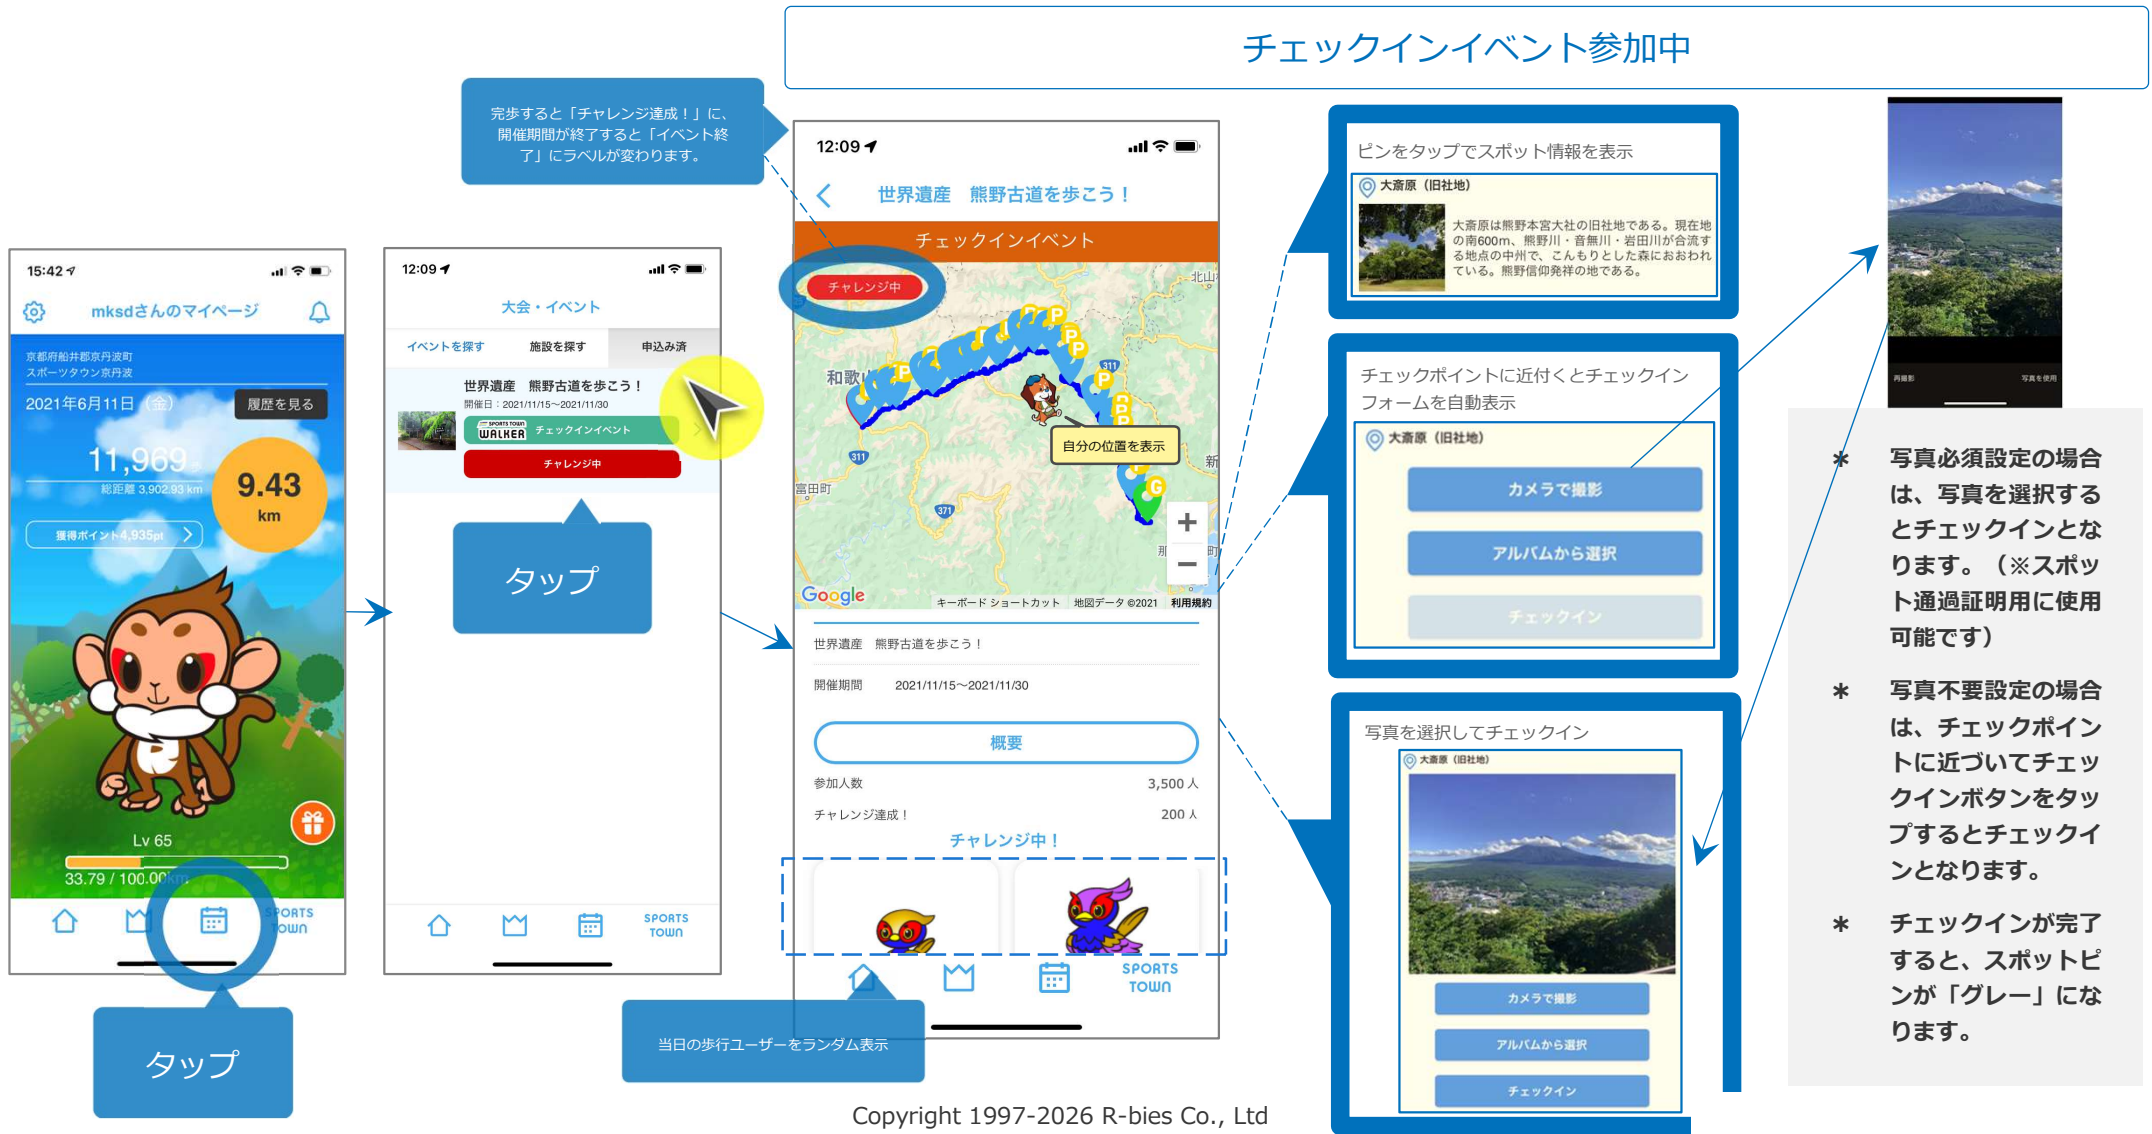 チェックインイベント参加中
完歩すると「チャレンジ達成！」に、
開催期間が終了すると「イベント終
了」にラベルが変わります。
15:42
mksdさんのマイページ
京都府船井郡京丹波町
スポーツタウン京丹波
2021年6月11日（金）
履歴を見る
11,969
総距離 3,902.93 km
9.43
km
獲得ポイント4,935pt
Lv 65
33.79 / 100.00km
SPORTS
TOWN
タップ
12:09
大会・イベント
イベントを探す
施設を探す
申込み済
世界遺産　熊野古道を歩こう！
開催日：2021/11/15～2021/11/30
SPORTS TOWN
WALKER
チェックインイベント
チャレンジ中
タップ
SPORTS
TOWN
12:09
世界遺産　熊野古道を歩こう！
チェックインイベント
チャレンジ中
北山
和歌
P
P
P
P
P
P
P
P
P
G
311
311
371
自分の位置を表示
富田町
新
那
町
+
−
Google
キーボード ショートカット
地図データ ©2021
利用規約
世界遺産　熊野古道を歩こう！
開催期間
2021/11/15～2021/11/30
概要
参加人数
3,500 人
チャレンジ達成！
200 人
チャレンジ中！
SPORTS
TOWN
当日の歩行ユーザーをランダム表示
ピンをタップでスポット情報を表示
大斎原（旧社地）
大斎原は熊野本宮大社の旧社地である。現在地
の南600m、熊野川・音無川・岩田川が合流す
る地点の中州で、こんもりとした森におおわれ
ている。熊野信仰発祥の地である。
チェックポイントに近付くとチェックイン
フォームを自動表示
大斎原（旧社地）
カメラで撮影
アルバムから選択
チェックイン
写真を選択してチェックイン
大斎原（旧社地）
カメラで撮影
アルバムから選択
チェックイン
再撮影
写真を使用
＊ 写真必須設定の場合
は、写真を選択する
とチェックインとな
ります。（※スポッ
ト通過証明用に使用
可能です）
＊ 写真不要設定の場合
は、チェックポイン
トに近づいてチェッ
クインボタンをタッ
プするとチェックイ
ンとなります。
＊ チェックインが完了
すると、スポットピ
ンが「グレー」にな
ります。
Copyright 1997-2026 R-bies Co., Ltd